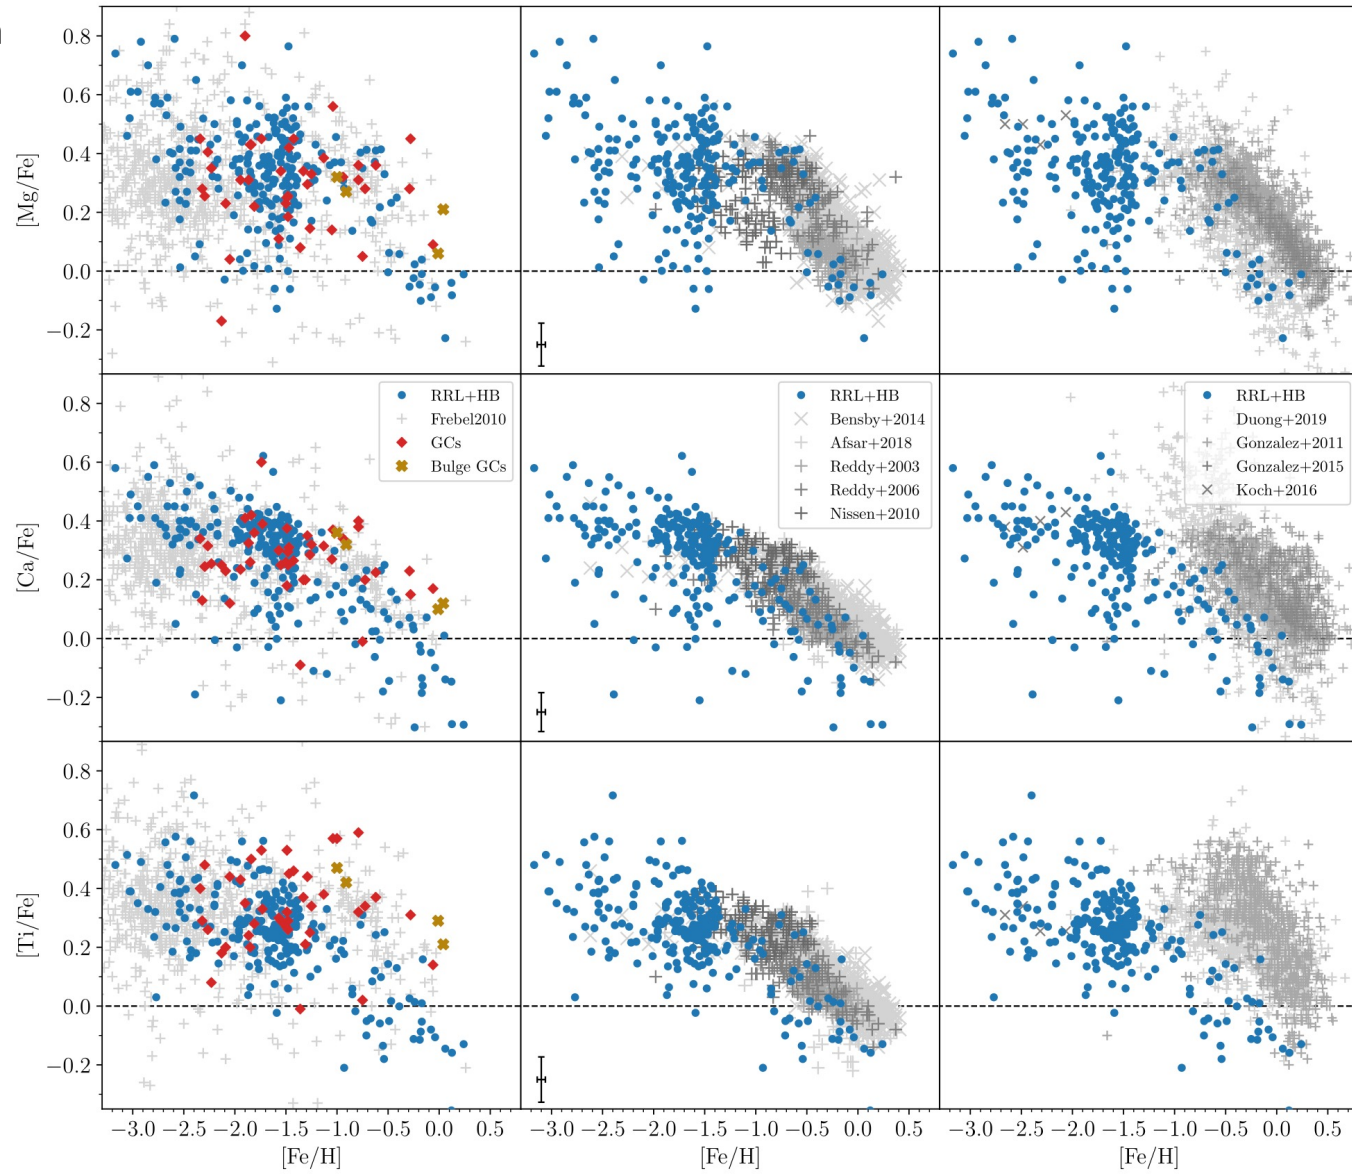 0.8
0.6
0.4
0.2
0.0
−0.2
[Mg/Fe]
0.8
0.6
0.4
0.2
0.0
−0.2
[Ca/Fe]
RRL+HB
Frebel2010
GCs
Bulge GCs
RRL+HB
Bensby+2014
Afsar+2018
Reddy+2003
Reddy+2006
Nissen+2010
RRL+HB
Duong+2019
Gonzalez+2011
Gonzalez+2015
Koch+2016
0.8
0.6
0.4
0.2
0.0
−0.2
[Ti/Fe]
−3.0 −2.5 −2.0 −1.5 −1.0 −0.5 0.0 0.5
−3.0 −2.5 −2.0 −1.5 −1.0 −0.5 0.0 0.5
−3.0 −2.5 −2.0 −1.5 −1.0 −0.5 0.0 0.5
[Fe/H]
[Fe/H]
[Fe/H]